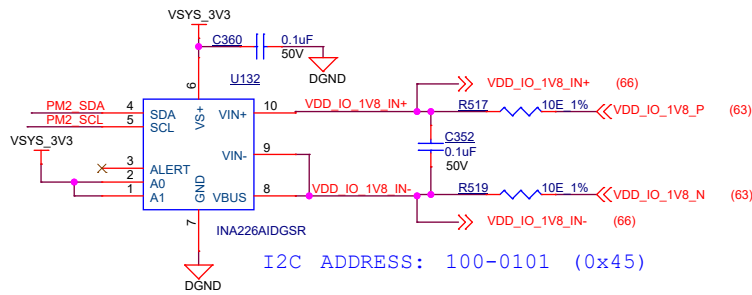 VSYS_3V3
C360
0.1uF
50V
DGND
U132
6
VS+
PM2_SDA
4
SDA
VIN+
10
VDD_IO_1V8_IN+
VDD_IO_1V8_IN+ (66)
R517
10E_1%
VDD_IO_1V8_P (63)
PM2_SCL
5
SCL
VSYS_3V3
C352
0.1uF
50V
VIN-
9
3
ALERT
2
A0
1
A1
GND
VBUS
8
VDD_IO_1V8_IN-
R519
10E_1%
VDD_IO_1V8_N (63)
VDD_IO_1V8_IN- (66)
7
INA226AIDGSR
DGND
I2C ADDRESS: 100-0101 (0x45)